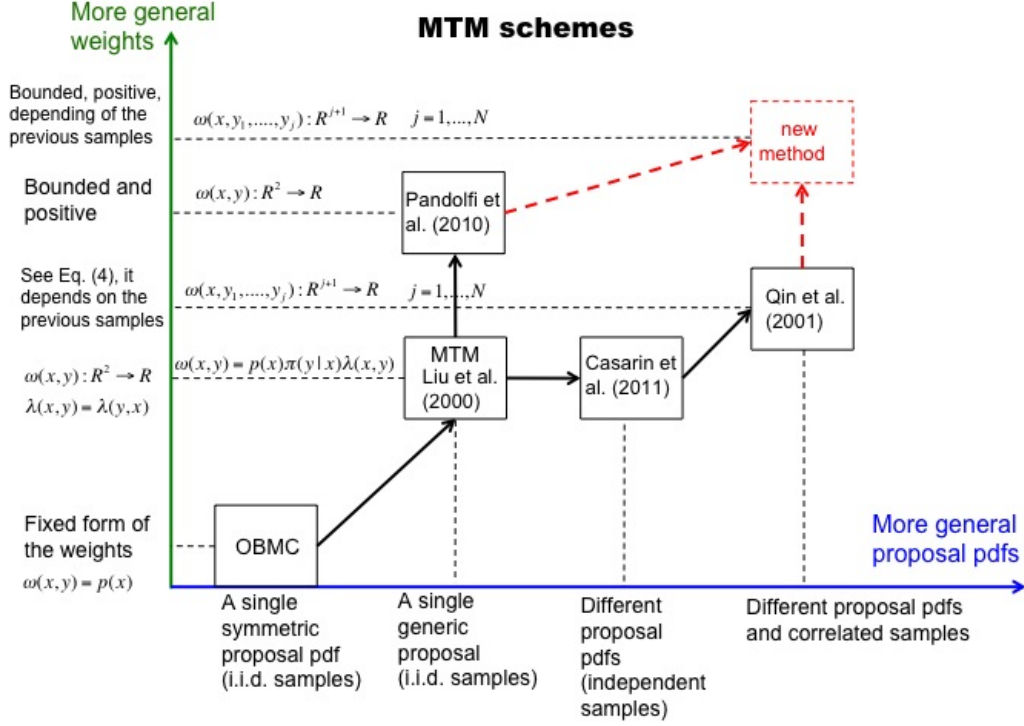 More general
weights
MTM schemes
Bounded, positive,
depending of the
previous samples
ω(x,y₁,....,yⱼ): Rʲ⁺¹ → R   j = 1,...,N
new
method
Bounded and
positive
ω(x,y): R² → R
Pandolfi et
al. (2010)
See Eq. (4), it
depends on the
previous samples
ω(x,y₁,....,yⱼ): Rʲ⁺¹ → R   j = 1,...,N
Qin et al.
(2001)
ω(x,y): R² → R
λ(x,y) = λ(y,x)
ω(x,y) = p(x)π(y | x)λ(x,y)
MTM
Liu et al.
(2000)
Casarin et
al. (2011)
Fixed form of
the weights
ω(x,y) = p(x)
OBMC
More general
proposal pdfs
A single
symmetric
proposal pdf
(i.i.d. samples)
A single
generic
proposal
(i.i.d. samples)
Different
proposal
pdfs
(independent
samples)
Different proposal pdfs
and correlated samples